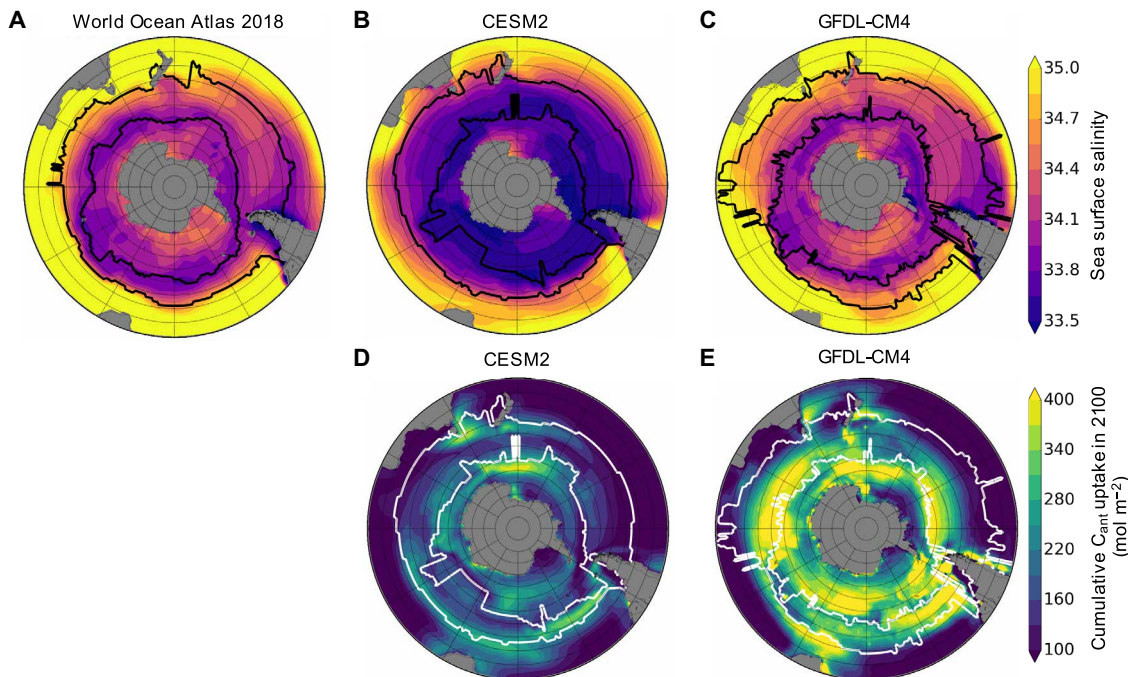 A
World Ocean Atlas 2018
B
CESM2
C
GFDL-CM4
35.0
34.7
34.4
34.1
33.8
33.5
Sea surface salinity
D
CESM2
E
GFDL-CM4
400
340
280
220
160
100
Cumulative Cant uptake in 2100
(mol m−2)